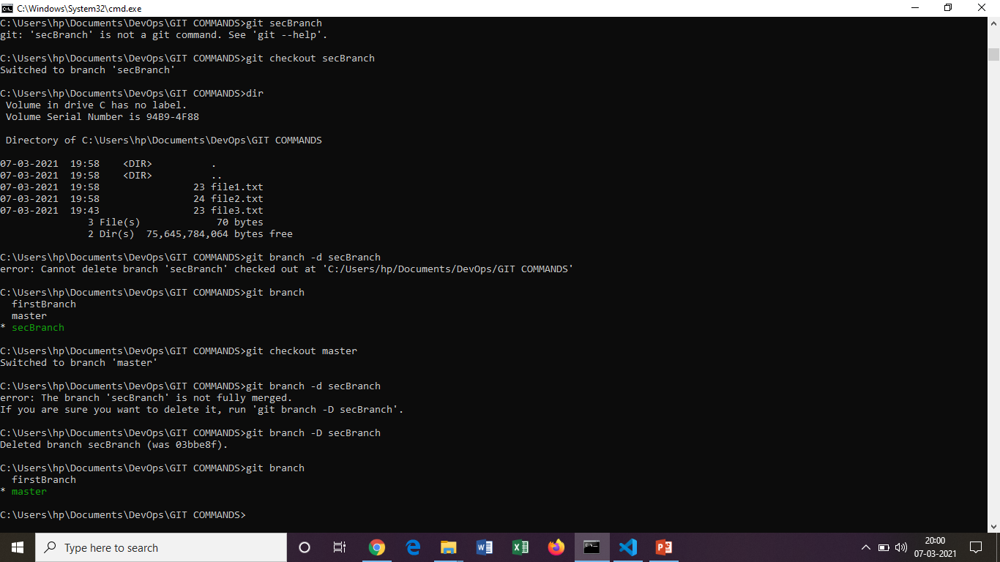 C:\Windows\System32\cmd.exe
C:\Users\hp\Documents\DevOps\GIT COMMANDS>git secBranch
git: 'secBranch' is not a git command. See 'git --help'.
C:\Users\hp\Documents\DevOps\GIT COMMANDS>git checkout secBranch
Switched to branch 'secBranch'
C:\Users\hp\Documents\DevOps\GIT COMMANDS>dir
 Volume in drive C has no label.
 Volume Serial Number is 94B9-4F88
 Directory of C:\Users\hp\Documents\DevOps\GIT COMMANDS
07-03-2021  19:58    <DIR>          .
07-03-2021  19:58    <DIR>          ..
07-03-2021  19:58                23 file1.txt
07-03-2021  19:58                24 file2.txt
07-03-2021  19:43                23 file3.txt
               3 File(s)             70 bytes
               2 Dir(s)  75,645,784,064 bytes free
C:\Users\hp\Documents\DevOps\GIT COMMANDS>git branch -d secBranch
error: Cannot delete branch 'secBranch' checked out at 'C:/Users/hp/Documents/DevOps/GIT COMMANDS'
C:\Users\hp\Documents\DevOps\GIT COMMANDS>git branch
  firstBranch
  master
* secBranch
C:\Users\hp\Documents\DevOps\GIT COMMANDS>git checkout master
Switched to branch 'master'
C:\Users\hp\Documents\DevOps\GIT COMMANDS>git branch -d secBranch
error: The branch 'secBranch' is not fully merged.
If you are sure you want to delete it, run 'git branch -D secBranch'.
C:\Users\hp\Documents\DevOps\GIT COMMANDS>git branch -D secBranch
Deleted branch secBranch (was 03bbe8f).
C:\Users\hp\Documents\DevOps\GIT COMMANDS>git branch
  firstBranch
* master
C:\Users\hp\Documents\DevOps\GIT COMMANDS>
Type here to search
20:00
07-03-2021